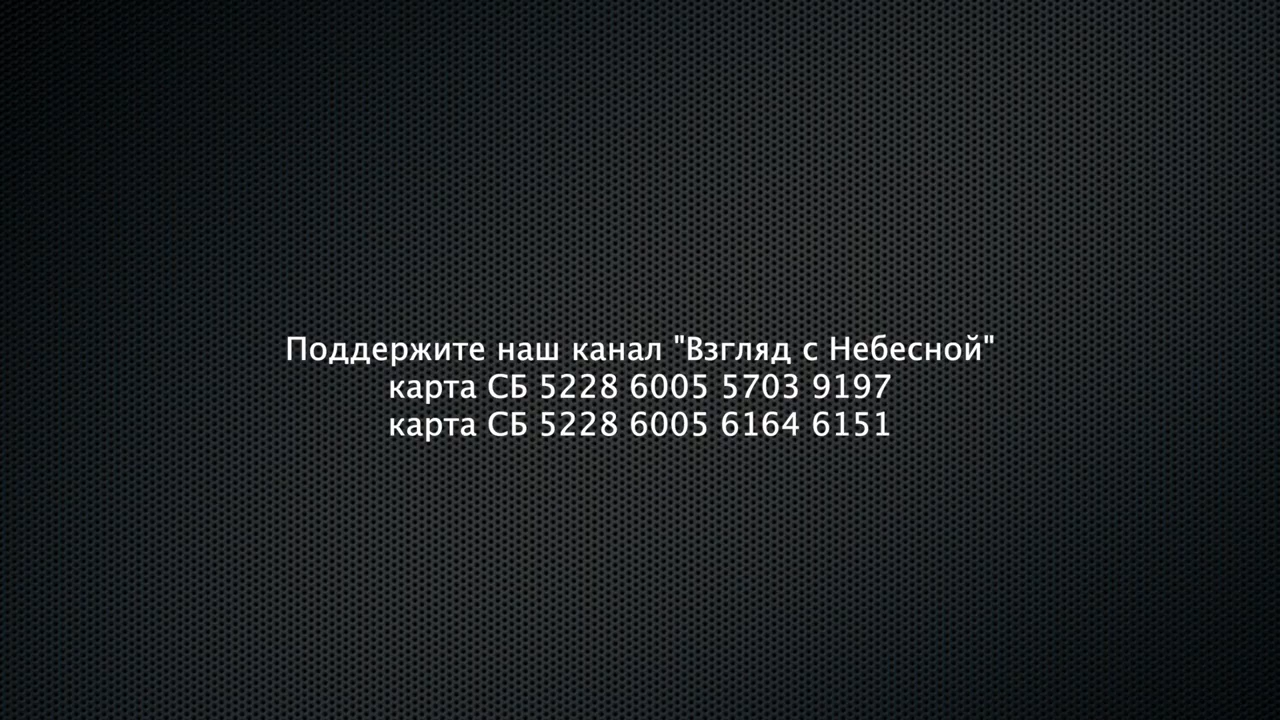 Поддержите наш канал "Взгляд с Небесной"
карта СБ 5228 6005 5703 9197
карта СБ 5228 6005 6164 6151